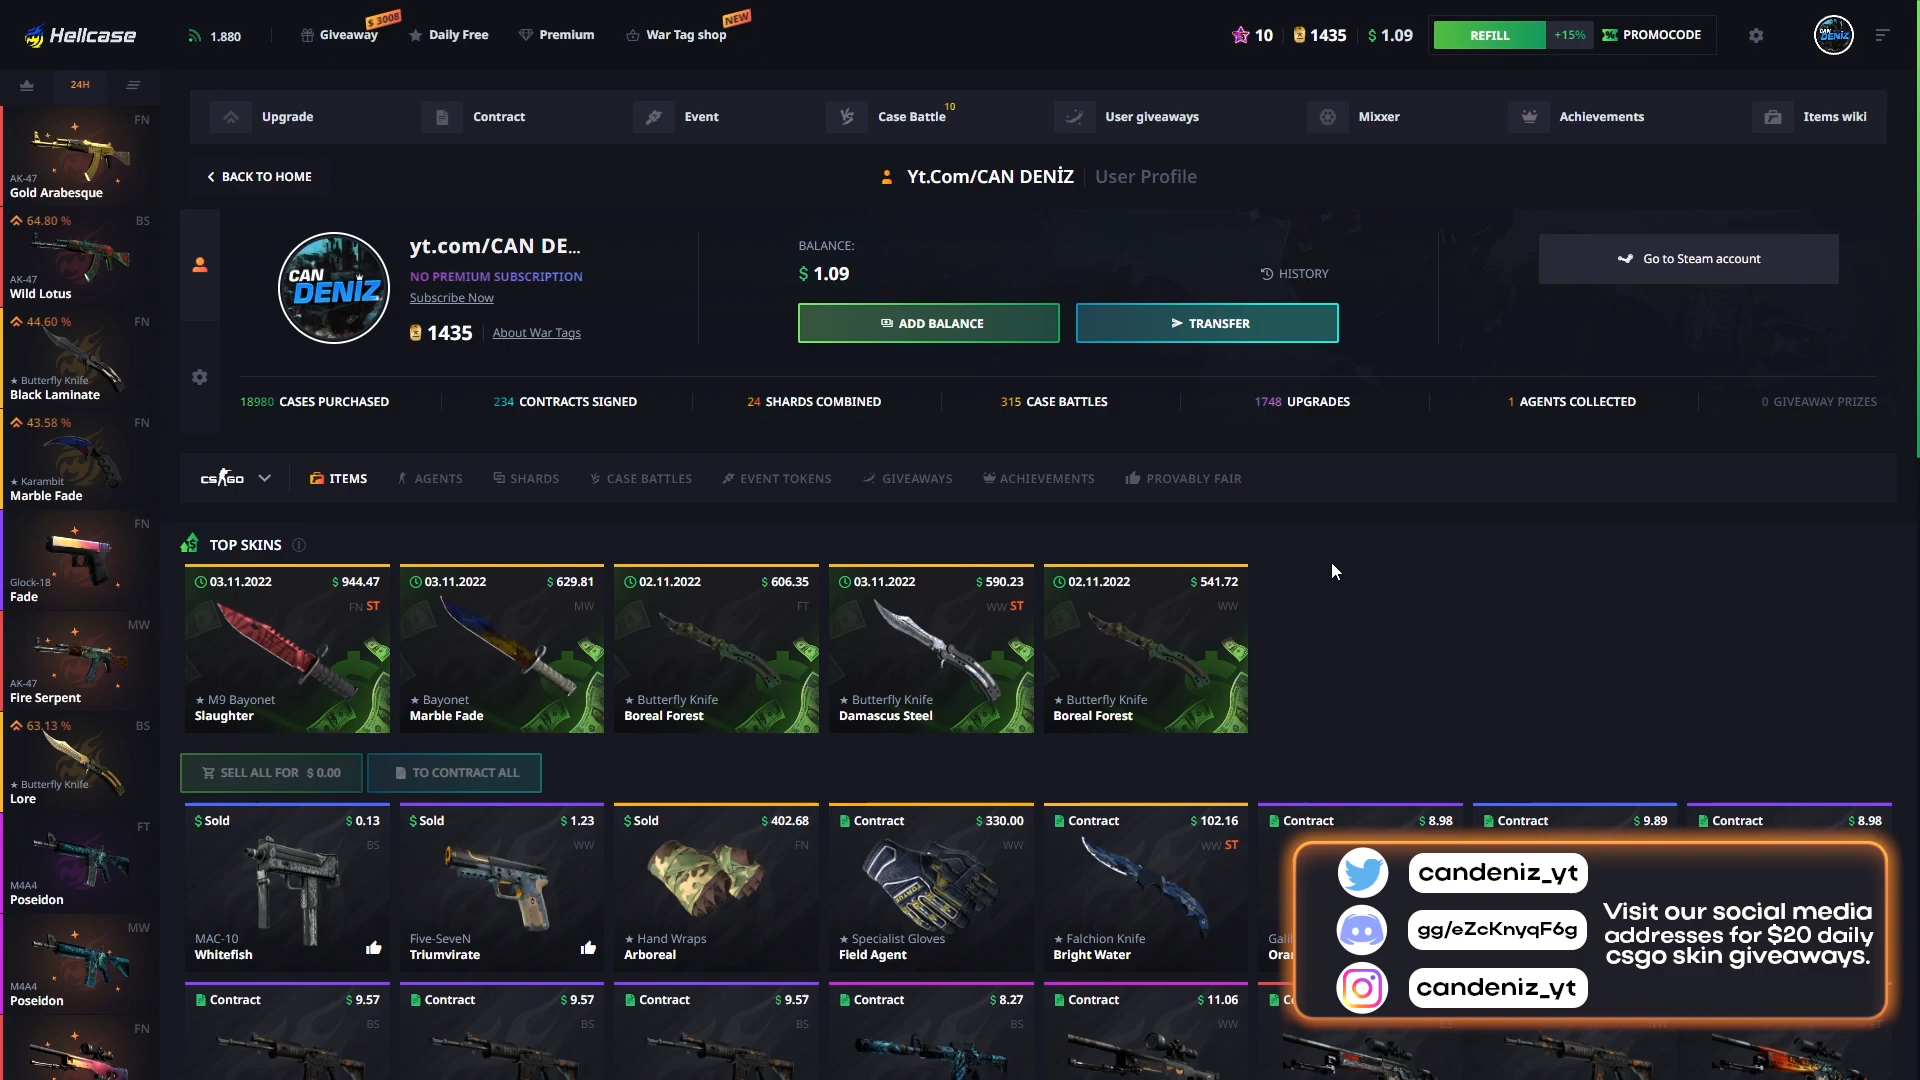 Hellcase
1.880
Giveaway
$ 3008
Daily Free
Premium
War Tag shop
NEW
10
1435
$ 1.09
REFILL
+15%
PROMOCODE
24H
Upgrade
Contract
Event
Case Battle
10
User giveaways
Mixxer
Achievements
Items wiki
BACK TO HOME
Yt.Com/CAN DENİZ
User Profile
CAN
DENİZ
yt.com/CAN DE...
NO PREMIUM SUBSCRIPTION
Subscribe Now
1435
About War Tags
BALANCE:
$ 1.09
HISTORY
ADD BALANCE
TRANSFER
Go to Steam account
18980 CASES PURCHASED
234 CONTRACTS SIGNED
24 SHARDS COMBINED
315 CASE BATTLES
1748 UPGRADES
1 AGENTS COLLECTED
0 GIVEAWAY PRIZES
CS:GO
ITEMS
AGENTS
SHARDS
CASE BATTLES
EVENT TOKENS
GIVEAWAYS
ACHIEVEMENTS
PROVABLY FAIR
FN
AK-47
Gold Arabesque
64.80 %
BS
AK-47
Wild Lotus
44.60 %
FN
★ Butterfly Knife
Black Laminate
43.58 %
FN
★ Karambit
Marble Fade
FN
Glock-18
Fade
MW
AK-47
Fire Serpent
63.13 %
BS
★ Butterfly Knife
Lore
FT
M4A4
Poseidon
MW
M4A4
Poseidon
FN
TOP SKINS
03.11.2022
$ 944.47
FN ST
★ M9 Bayonet
Slaughter
03.11.2022
$ 629.81
MW
★ Bayonet
Marble Fade
02.11.2022
$ 606.35
FT
★ Butterfly Knife
Boreal Forest
03.11.2022
$ 590.23
WW ST
★ Butterfly Knife
Damascus Steel
02.11.2022
$ 541.72
WW
★ Butterfly Knife
Boreal Forest
SELL ALL FOR $ 0.00
TO CONTRACT ALL
$ Sold
$ 0.13
BS
MAC-10
Whitefish
$ Sold
$ 1.23
WW
Five-SeveN
Triumvirate
$ Sold
$ 402.68
FN
★ Hand Wraps
Arboreal
Contract
$ 330.00
WW
★ Specialist Gloves
Field Agent
Contract
$ 102.16
WW ST
★ Falchion Knife
Bright Water
Contract
$ 8.98
Contract
$ 9.89
Contract
$ 8.98
Contract
$ 9.57
BS
Contract
$ 9.57
BS
Contract
$ 9.57
BS
Contract
$ 8.27
BS
Contract
$ 11.06
WW
candeniz_yt
gg/eZcKnyqF6g
candeniz_yt
Visit our social media
addresses for $20 daily
csgo skin giveaways.